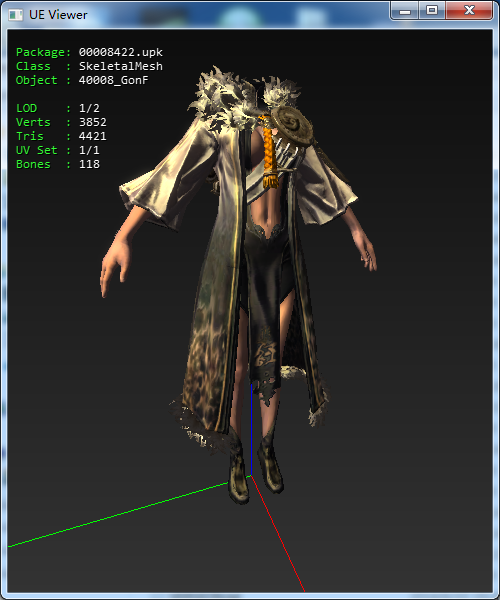 UE Viewer
Package: 00008422.upk
Class : SkeletalMesh
Object : 40008_GonF
LOD : 1/2
Verts : 3852
Tris : 4421
UV Set : 1/1
Bones : 118